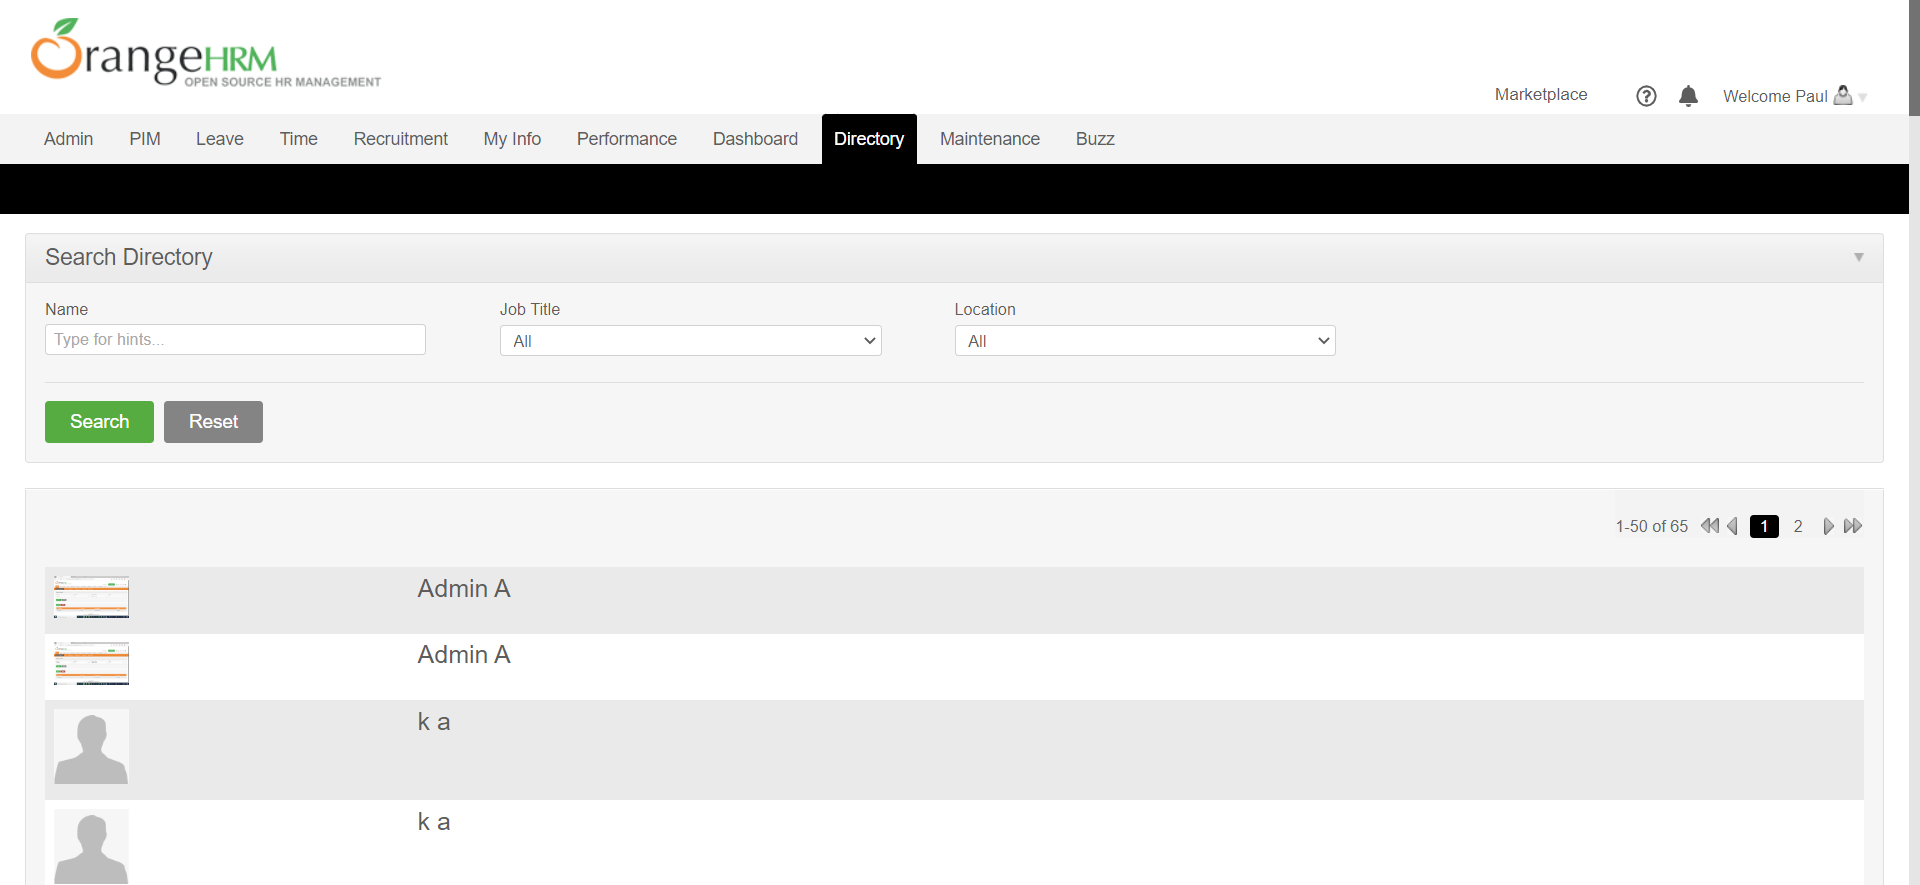 OrangeHRM
OPEN SOURCE HR MANAGEMENT
Marketplace
Welcome Paul
Admin PIM Leave Time Recruitment My Info Performance Dashboard Directory Maintenance Buzz
Search Directory
Name Job Title Location
Type for hints... All All
Search Reset
1-50 of 65 1 2
Admin A
Admin A
k a
k a